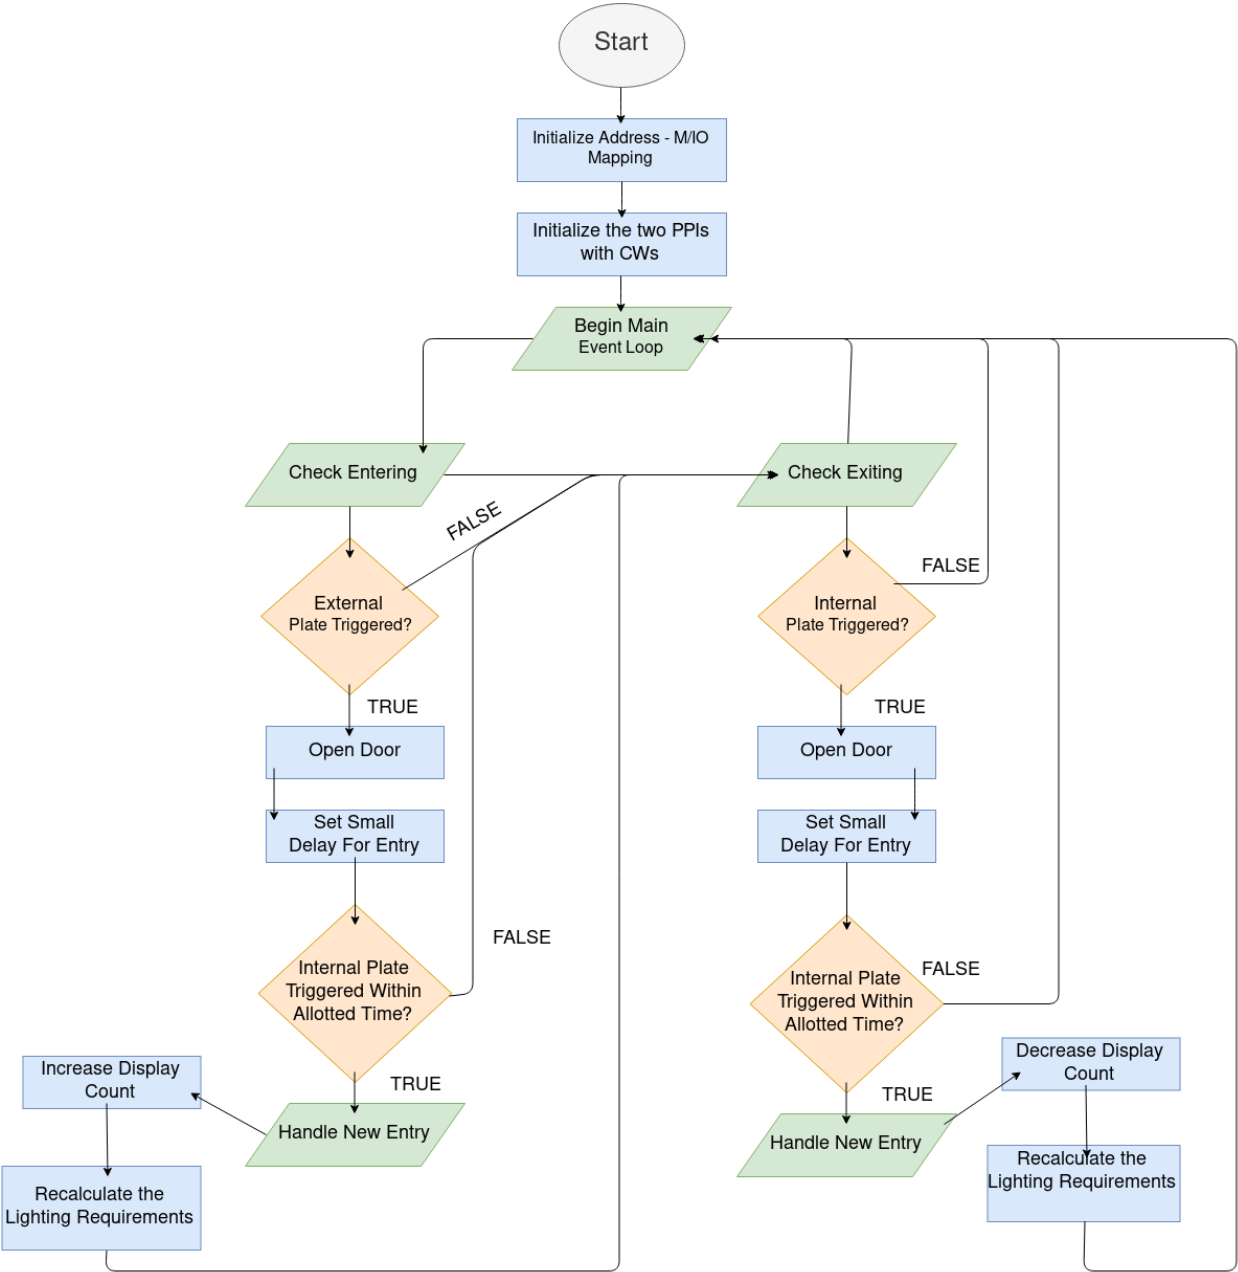 Start
Initialize Address - M/IO
Mapping
Initialize the two PPIs
with CWs
Begin Main
Event Loop
Check Entering
FALSE
External
Plate Triggered?
TRUE
Open Door
Set Small
Delay For Entry
FALSE
Internal Plate
Triggered Within
Allotted Time?
TRUE
Handle New Entry
Increase Display
Count
Recalculate the
Lighting Requirements
Check Exiting
FALSE
Internal
Plate Triggered?
TRUE
Open Door
Set Small
Delay For Entry
FALSE
Internal Plate
Triggered Within
Allotted Time?
TRUE
Handle New Entry
Decrease Display
Count
Recalculate the
Lighting Requirements